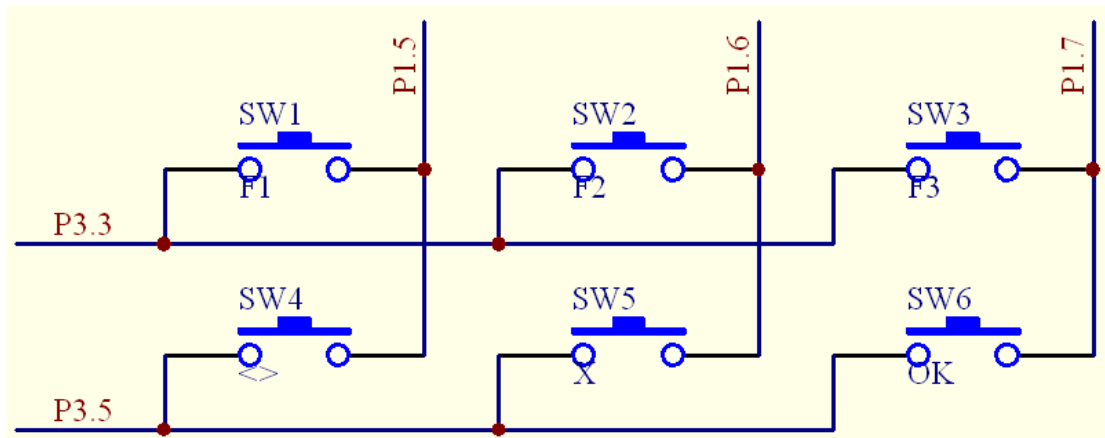 P1.5
P1.6
P1.7
SW1
SW2
SW3
F1
F2
F3
P3.3
SW4
SW5
SW6
<>
X
OK
P3.5